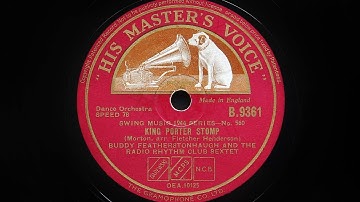 "HIS MASTER'S VOICE"
Made in England
Dance Orchestra
SPEED 78
B.9361
SWING MUSIC 1944 SERIES—No. 580
KING PORTER STOMP
(Morton, arr. Fletcher Henderson)
BUDDY FEATHERSTONHAUGH AND THE
RADIO RHYTHM CLUB SEXTET
M.C.P.S.
N.C.B.
OEA.10125
THE GRAMOPHONE CO. LTD.